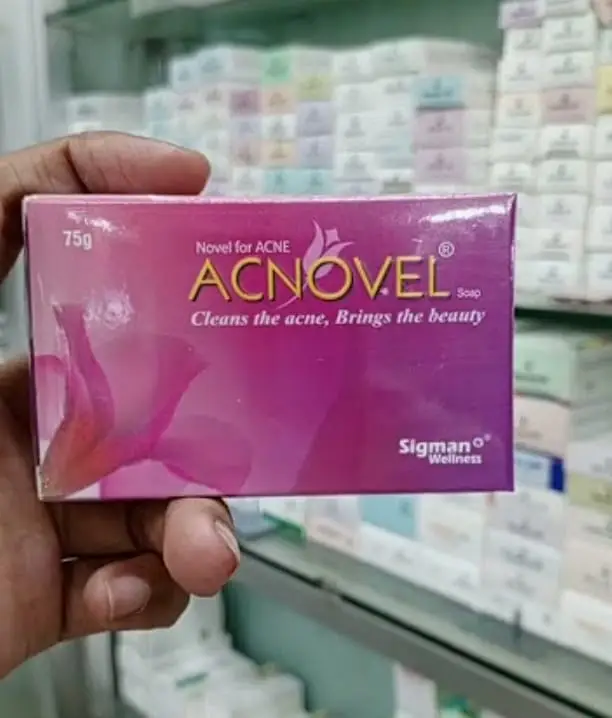 75g
Novel for ACNE
ACNOVEL®
Soap
Cleans the acne, Brings the beauty
Sigman®
Wellness